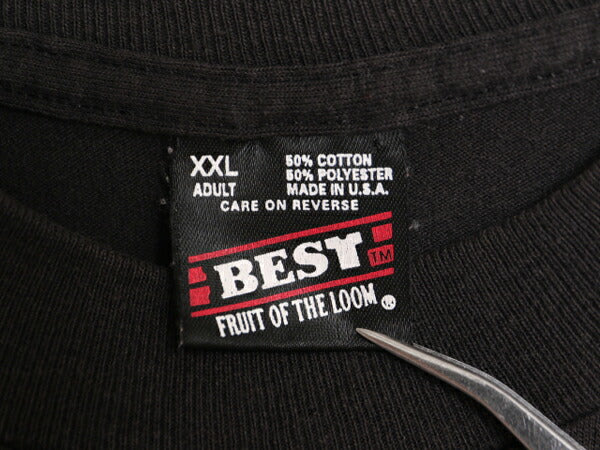 XXL
ADULT
50% COTTON
50% POLYESTER
MADE IN U.S.A.
CARE ON REVERSE
BEST TM
FRUIT OF THE LOOM ®